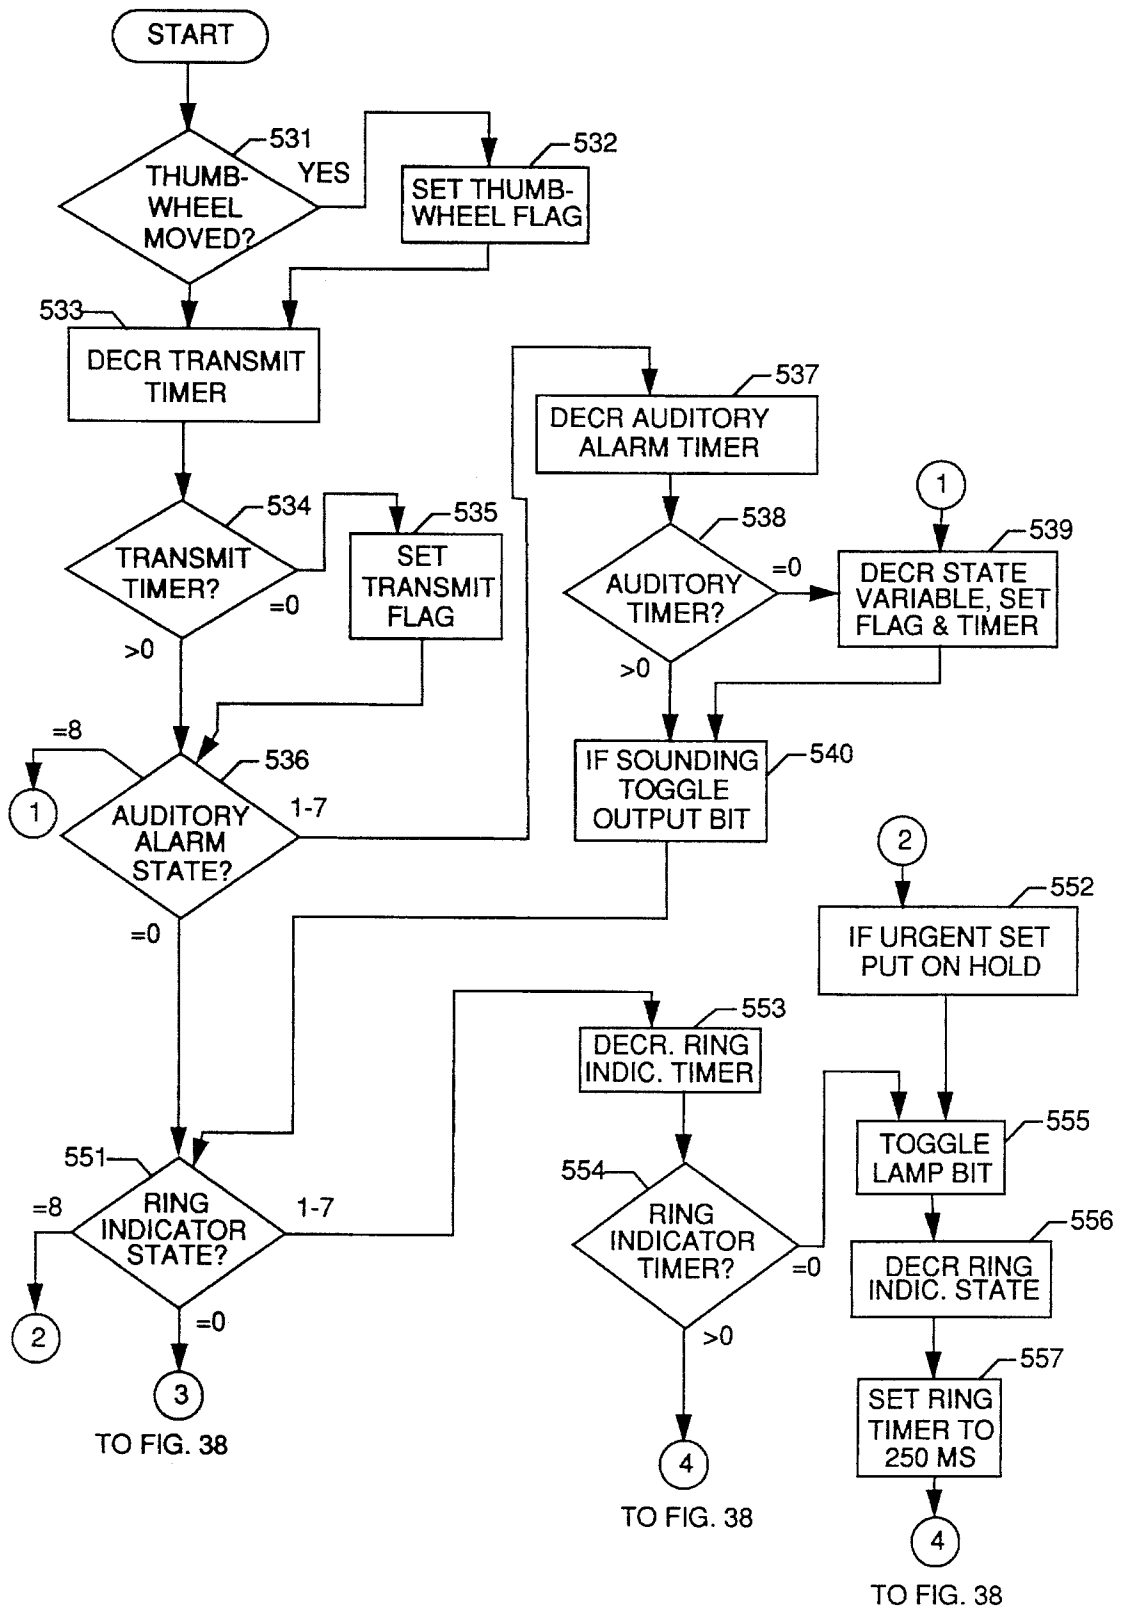 START
531
THUMB-
WHEEL
MOVED?
YES
532
SET THUMB-
WHEEL FLAG
533
DECR TRANSMIT
TIMER
534
TRANSMIT
TIMER?
=0
>0
535
SET
TRANSMIT
FLAG
=8
1
536
AUDITORY
ALARM
STATE?
1-7
=0
537
DECR AUDITORY
ALARM TIMER
538
AUDITORY
TIMER?
=0
>0
1
539
DECR STATE
VARIABLE, SET
FLAG & TIMER
540
IF SOUNDING
TOGGLE
OUTPUT BIT
2
552
IF URGENT SET
PUT ON HOLD
551
RING
INDICATOR
STATE?
=8
2
1-7
=0
3
TO FIG. 38
553
DECR. RING
INDIC. TIMER
554
RING
INDICATOR
TIMER?
=0
>0
4
TO FIG. 38
555
TOGGLE
LAMP BIT
556
DECR RING
INDIC. STATE
557
SET RING
TIMER TO
250 MS
4
TO FIG. 38